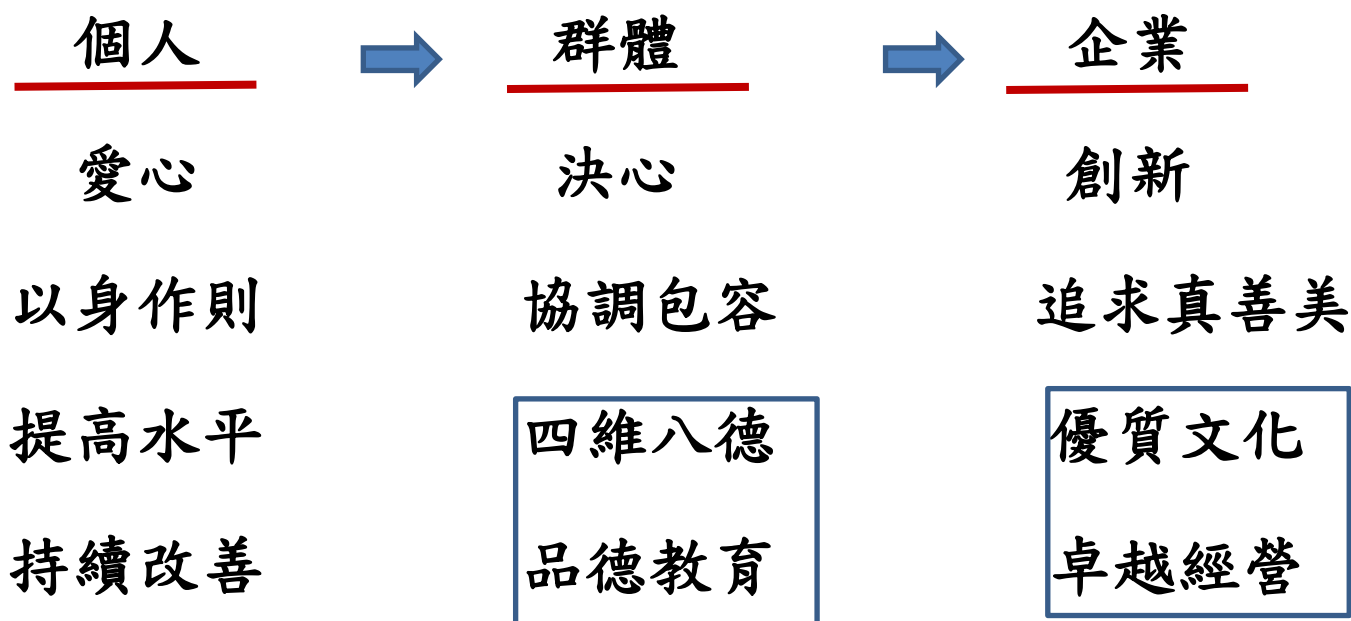 個人 群體 企業
愛心 決心 創新
以身作則 協調包容 追求真善美
提高水平 四維八德 優質文化
持續改善 品德教育 卓越經營